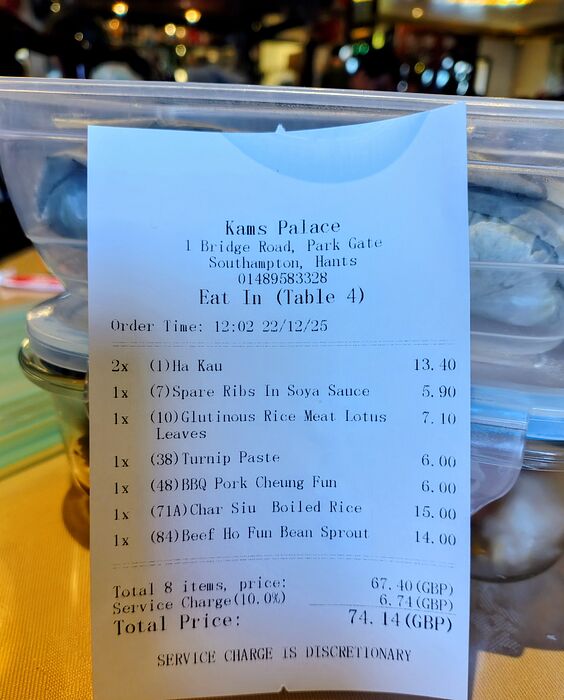 Kams Palace
1 Bridge Road, Park Gate
Southampton, Hants
01489583328
Eat In (Table 4)
Order Time: 12:02 22/12/25
2x (1)Ha Kau 13.40
1x (7)Spare Ribs In Soya Sauce 5.90
1x (10)Glutinous Rice Meat Lotus 7.10
Leaves
1x (38)Turnip Paste 6.00
1x (48)BBQ Pork Cheung Fun 6.00
1x (71A)Char Siu Boiled Rice 15.00
1x (84)Beef Ho Fun Bean Sprout 14.00
Total 8 items, price: 67.40(GBP)
Service Charge(10.0%) 6.74(GBP)
Total Price: 74.14(GBP)
SERVICE CHARGE IS DISCRETIONARY